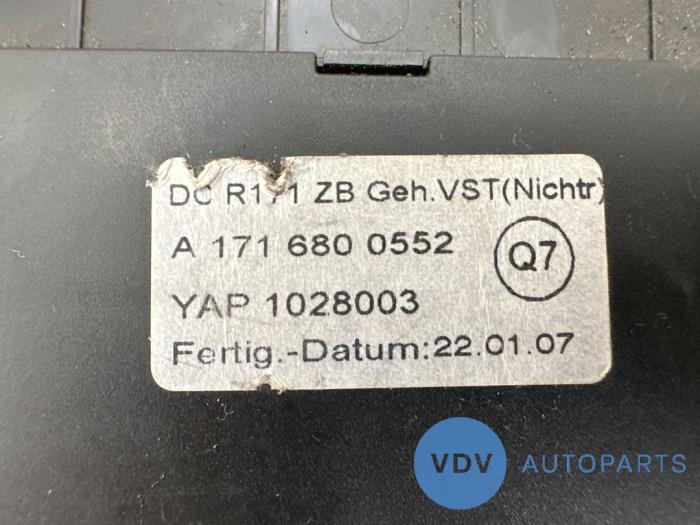 DC R171 ZB Geh.VST(Nichtr)
A 171 680 0552
Q7
YAP 1028003
Fertig.-Datum:22.01.07
VDV AUTOPARTS